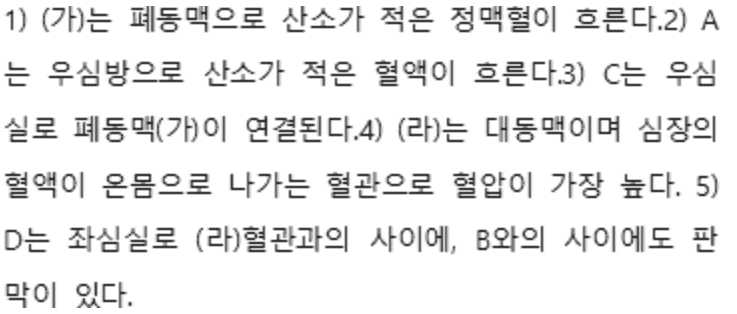 1) (가)는 폐동맥으로 산소가 적은 정맥혈이 흐른다.2) A
는 우심방으로 산소가 적은 혈액이 흐른다.3) C는 우심
실로 폐동맥(가)이 연결된다.4) (라)는 대동맥이며 심장의
혈액이 온몸으로 나가는 혈관으로 혈압이 가장 높다. 5)
D는 좌심실로 (라)혈관과의 사이에, B와의 사이에도 판
막이 있다.